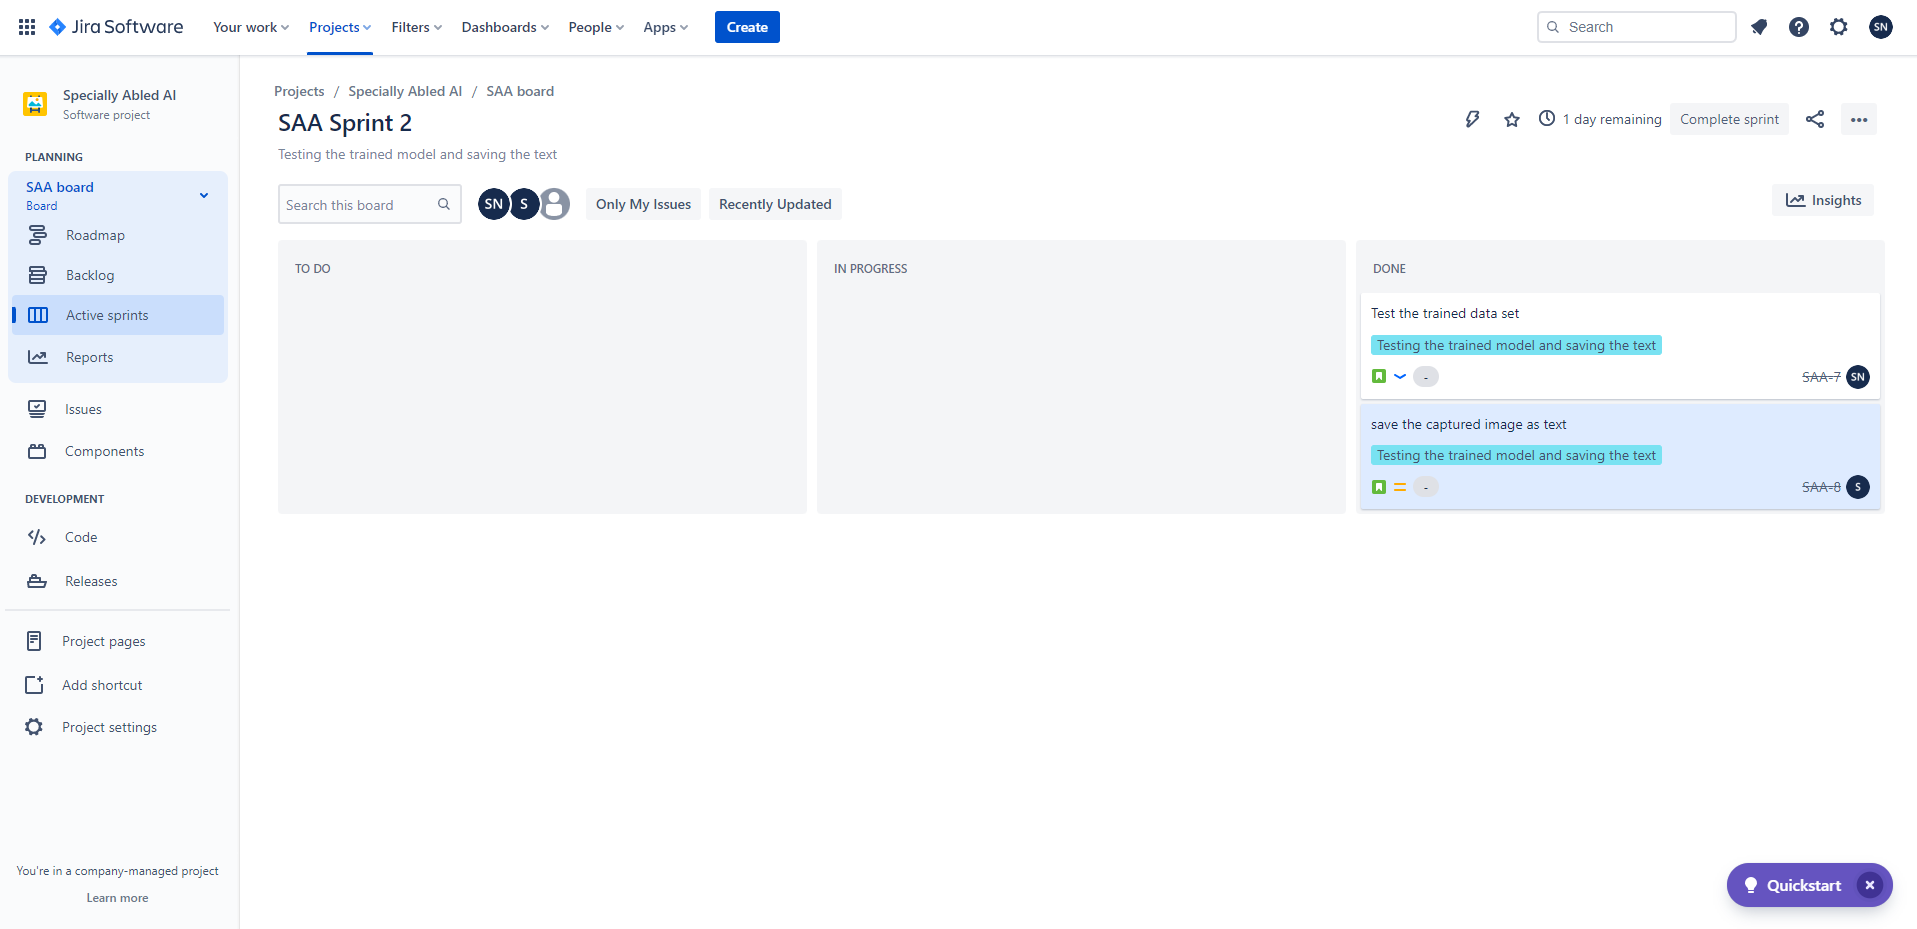 Jira Software
Your work
Projects
Filters
Dashboards
People
Apps
Create
Search
SN
Specially Abled AI
Software project
PLANNING
SAA board
Board
Roadmap
Backlog
Active sprints
Reports
Issues
Components
DEVELOPMENT
Code
Releases
Project pages
Add shortcut
Project settings
You're in a company-managed project
Learn more
Projects / Specially Abled AI / SAA board
SAA Sprint 2
1 day remaining
Complete sprint
Testing the trained model and saving the text
Search this board
SN
S
Only My Issues
Recently Updated
Insights
TO DO
IN PROGRESS
DONE
Test the trained data set
Testing the trained model and saving the text
-
SAA-7
SN
save the captured image as text
Testing the trained model and saving the text
-
SAA-8
S
Quickstart